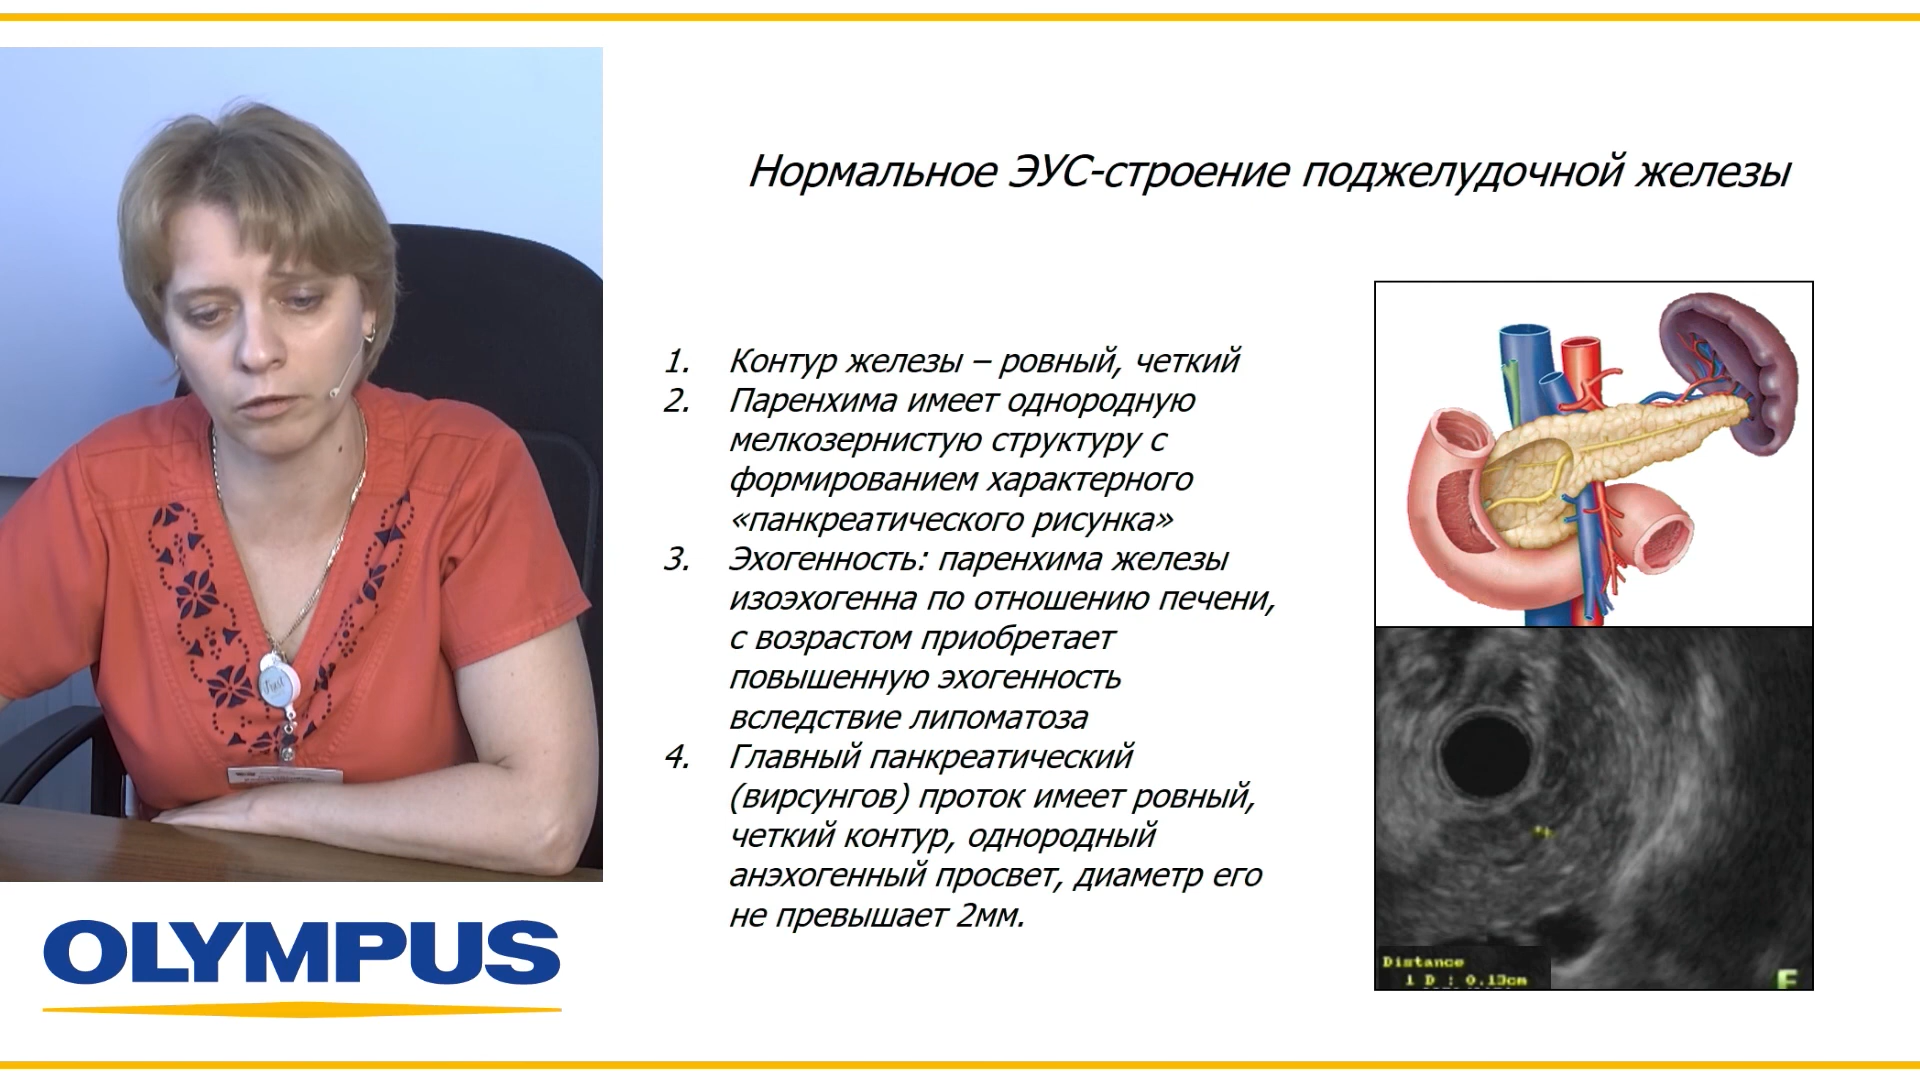 Нормальное ЭУС-строение поджелудочной железы
1. Контур железы – ровный, четкий
2. Паренхима имеет однородную
мелкозернистую структуру с
формированием характерного
«панкреатического рисунка»
3. Эхогенность: паренхима железы
изоэхогенна по отношению печени,
с возрастом приобретает
повышенную эхогенность
вследствие липоматоза
4. Главный панкреатический
(вирсунгов) проток имеет ровный,
четкий контур, однородный
анэхогенный просвет, диаметр его
не превышает 2мм.
Distance
1 D : 0.13cm
F
OLYMPUS